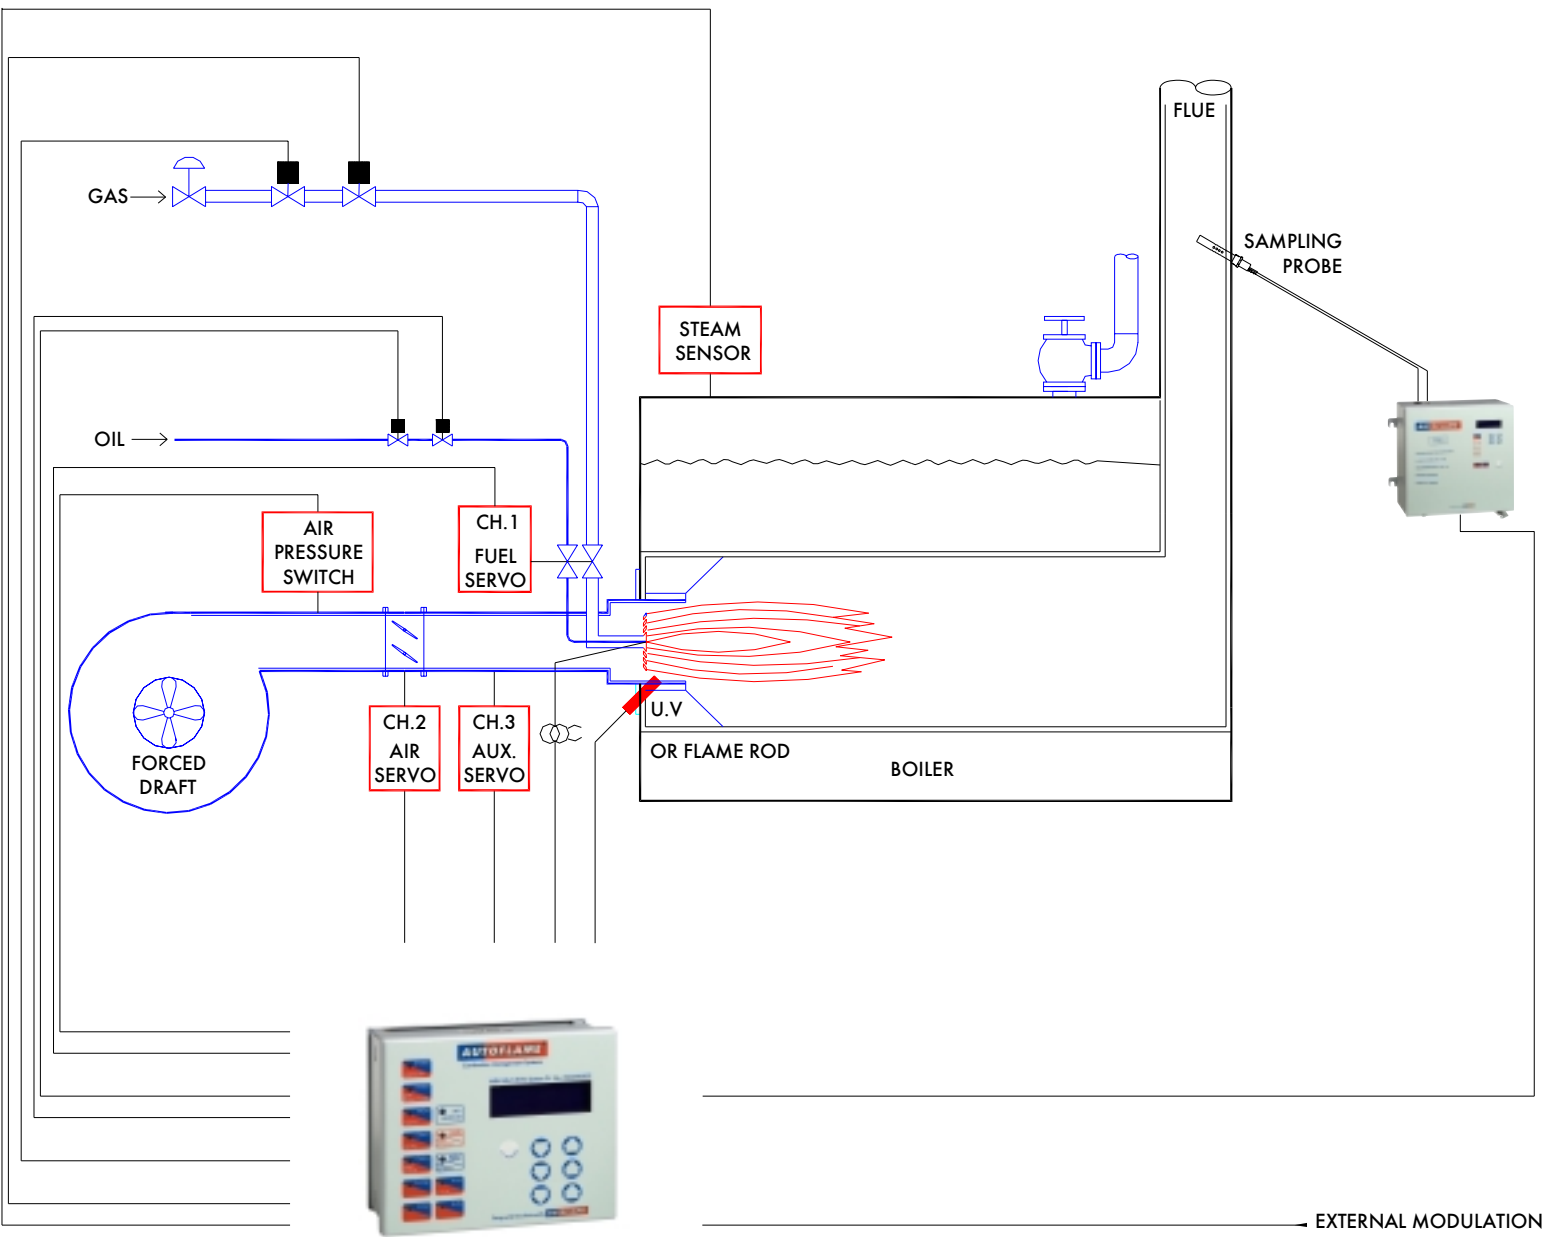 FLUE
GAS
SAMPLING
PROBE
STEAM
SENSOR
OIL
CH.1
FUEL
SERVO
AIR
PRESSURE
SWITCH
U.V
OR FLAME ROD
CH.2
AIR
SERVO
CH.3
AUX.
SERVO
FORCED
DRAFT
BOILER
AUTOFLAME
EXTERNAL MODULATION